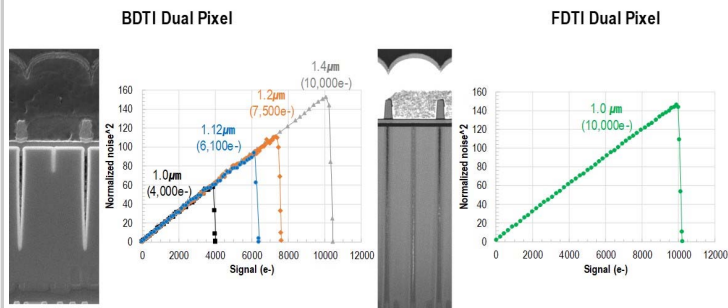 BDTI Dual Pixel
FDTI Dual Pixel
1.4μm
(10,000e-)
1.2μm
(7,500e-)
1.12μm
(6,100e-)
1.0μm
(4,000e-)
Normalized noise^2
160
140
120
100
80
60
40
20
0
0 2000 4000 6000 8000 10000 12000
Signal (e-)
1.0 μm
(10,000e-)
Normalized noise^2
160
140
120
100
80
60
40
20
0
0 2000 4000 6000 8000 10000 12000
Signal (e-)